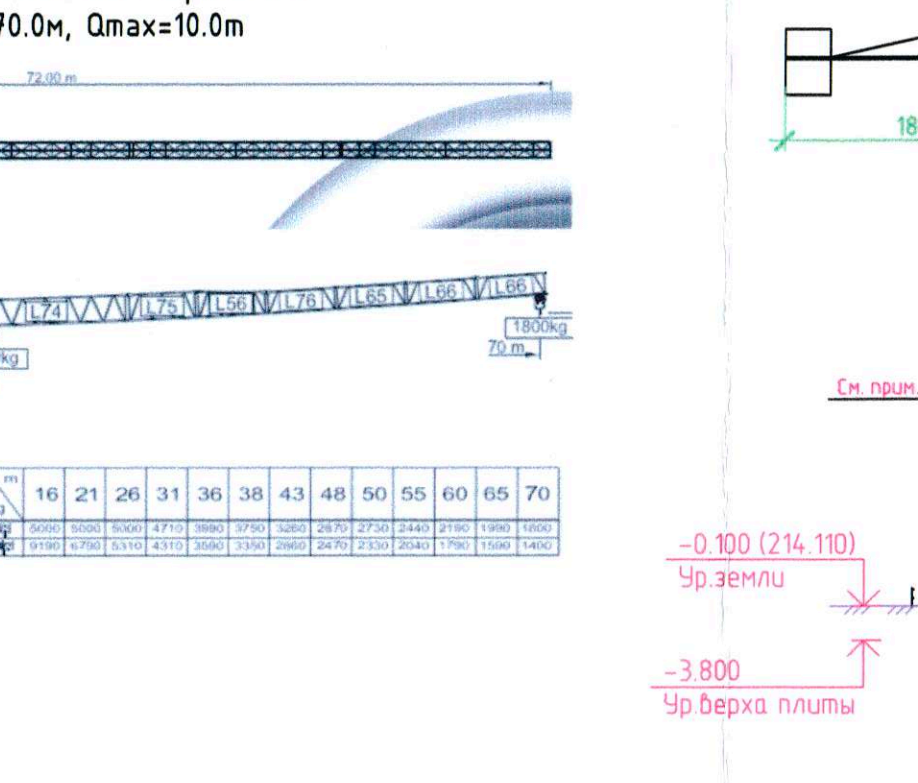 70.0м, Qmax=10.0m
72.00 m
18
L74 L75 L56 L76 L65 L66 L66
1800kg
kg
70 m
См. прим.
m 16 21 26 31 36 38 43 48 50 55 60 65 70
5000 5000 5000 4710 3990 3750 3260 2870 2730 2440 2190 1990 1800
9190 6790 5310 4310 3590 3350 2860 2470 2330 2040 1790 1590 1400
-0.100 (214.110)
Ур.земли
-3.800
Ур.верха плиты